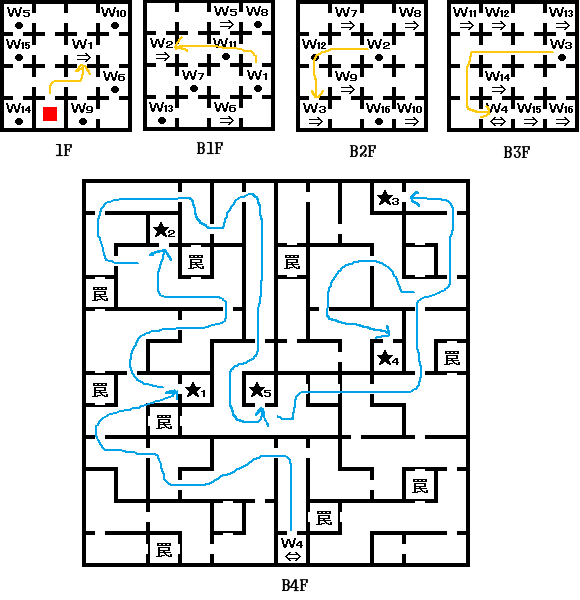 W5 W10
W15 W1
W6
W14 W9
1F
W5 W8
W2 W11
W7 W1
W13 W6
B1F
W7 W8
W12 W2
W9
W3 W16 W10
B2F
W11 W12 W13
W3
W14
W4 W15 W16
B3F
★3
★2
罠 罠
罠
★4 罠
罠 ★1 ★5
罠
罠
罠
罠 W4
B4F